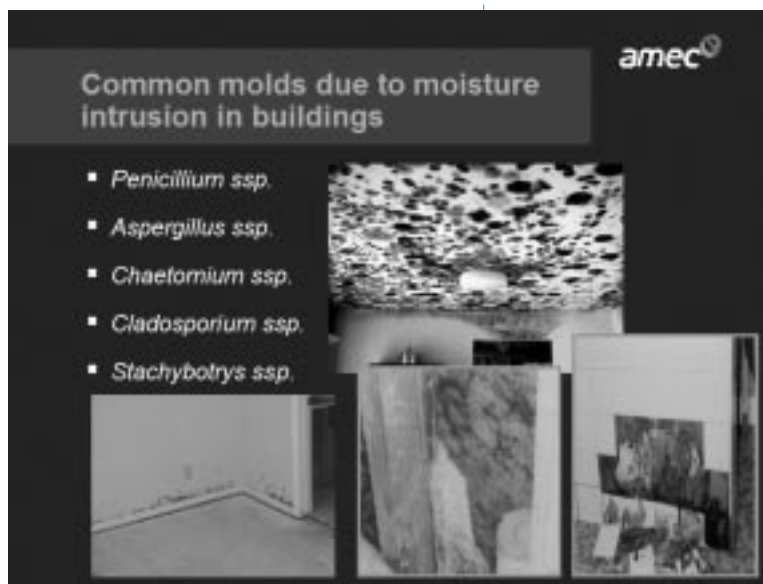 amec
Common molds due to moisture
intrusion in buildings
▪ Penicillium ssp.
▪ Aspergillus ssp.
▪ Chaetomium ssp.
▪ Cladosporium ssp.
▪ Stachybotrys ssp.